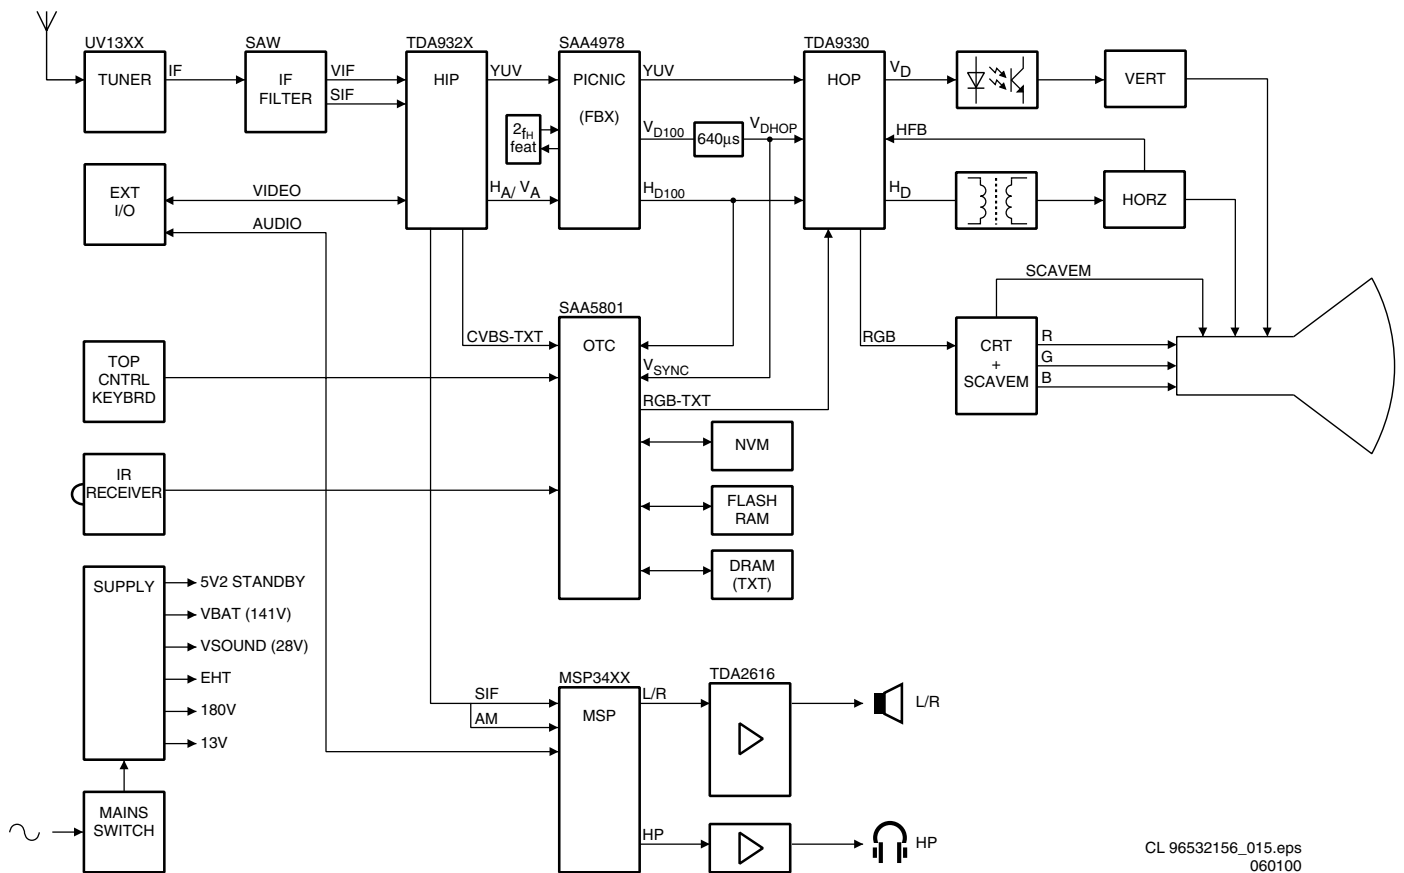 UV13XX
SAW
TDA932X
SAA4978
TDA9330
TUNER
IF
IF
FILTER
VIF
SIF
HIP
YUV
PICNIC
(FBX)
YUV
HOP
VD
VERT
2fH
feat
VD100
640µs
VDHOP
HFB
EXT
I/O
VIDEO
AUDIO
HA/ VA
HD100
HD
HORZ
SCAVEM
SAA5801
CVBS-TXT
OTC
RGB
CRT
+
SCAVEM
R
G
B
TOP
CNTRL
KEYBRD
VSYNC
RGB-TXT
NVM
IR
RECEIVER
FLASH
RAM
DRAM
(TXT)
SUPPLY
5V2 STANDBY
VBAT (141V)
VSOUND (28V)
EHT
180V
13V
MSP34XX
TDA2616
SIF
AM
MSP
L/R
L/R
MAINS
SWITCH
HP
HP
CL 96532156_015.eps
060100